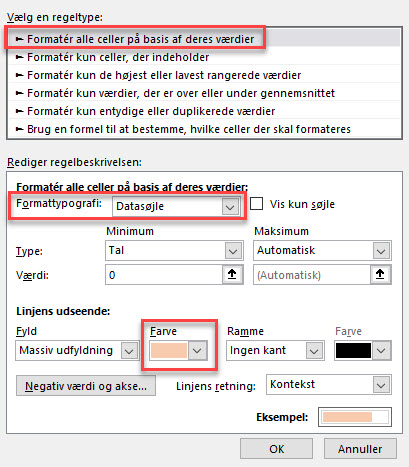 Vælg en regeltype:
► Formatér alle celler på basis af deres værdier
► Formatér kun celler, der indeholder
► Formatér kun de højest eller lavest rangerede værdier
► Formatér kun værdier, der er over eller under gennemsnittet
► Formatér kun entydige eller duplikerede værdier
► Brug en formel til at bestemme, hvilke celler der skal formateres
Rediger regelbeskrivelsen:
Formatér alle celler på basis af deres værdier:
Formattypografi: Datasøjle Vis kun søjle
Minimum Maksimum
Type: Tal Automatisk
Værdi: 0 (Automatisk)
Linjens udseende:
Fyld Farve Ramme Farve
Massiv udfyldning Ingen kant
Negativ værdi og akse... Linjens retning: Kontekst
Eksempel:
OK Annuller